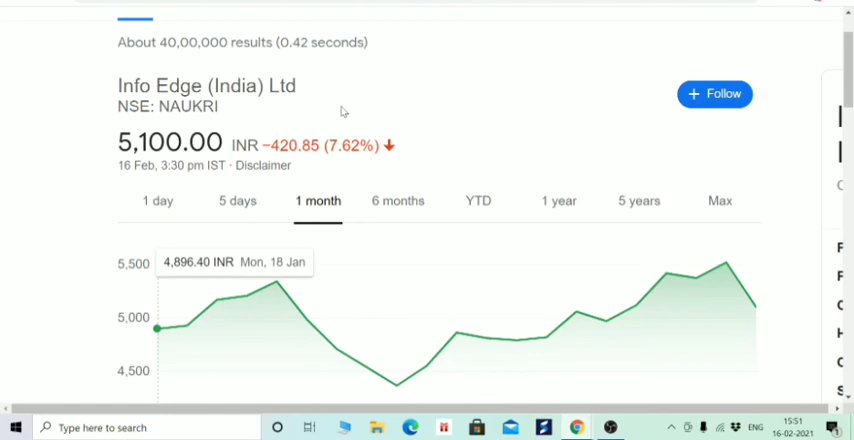 About 40,00,000 results (0.42 seconds)
Info Edge (India) Ltd
NSE: NAUKRI
+ Follow
5,100.00 INR −420.85 (7.62%)
16 Feb, 3:30 pm IST · Disclaimer
1 day 5 days 1 month 6 months YTD 1 year 5 years Max
5,500
4,896.40 INR Mon, 18 Jan
5,000
4,500
Type here to search
ENG
15:51
16-02-2021